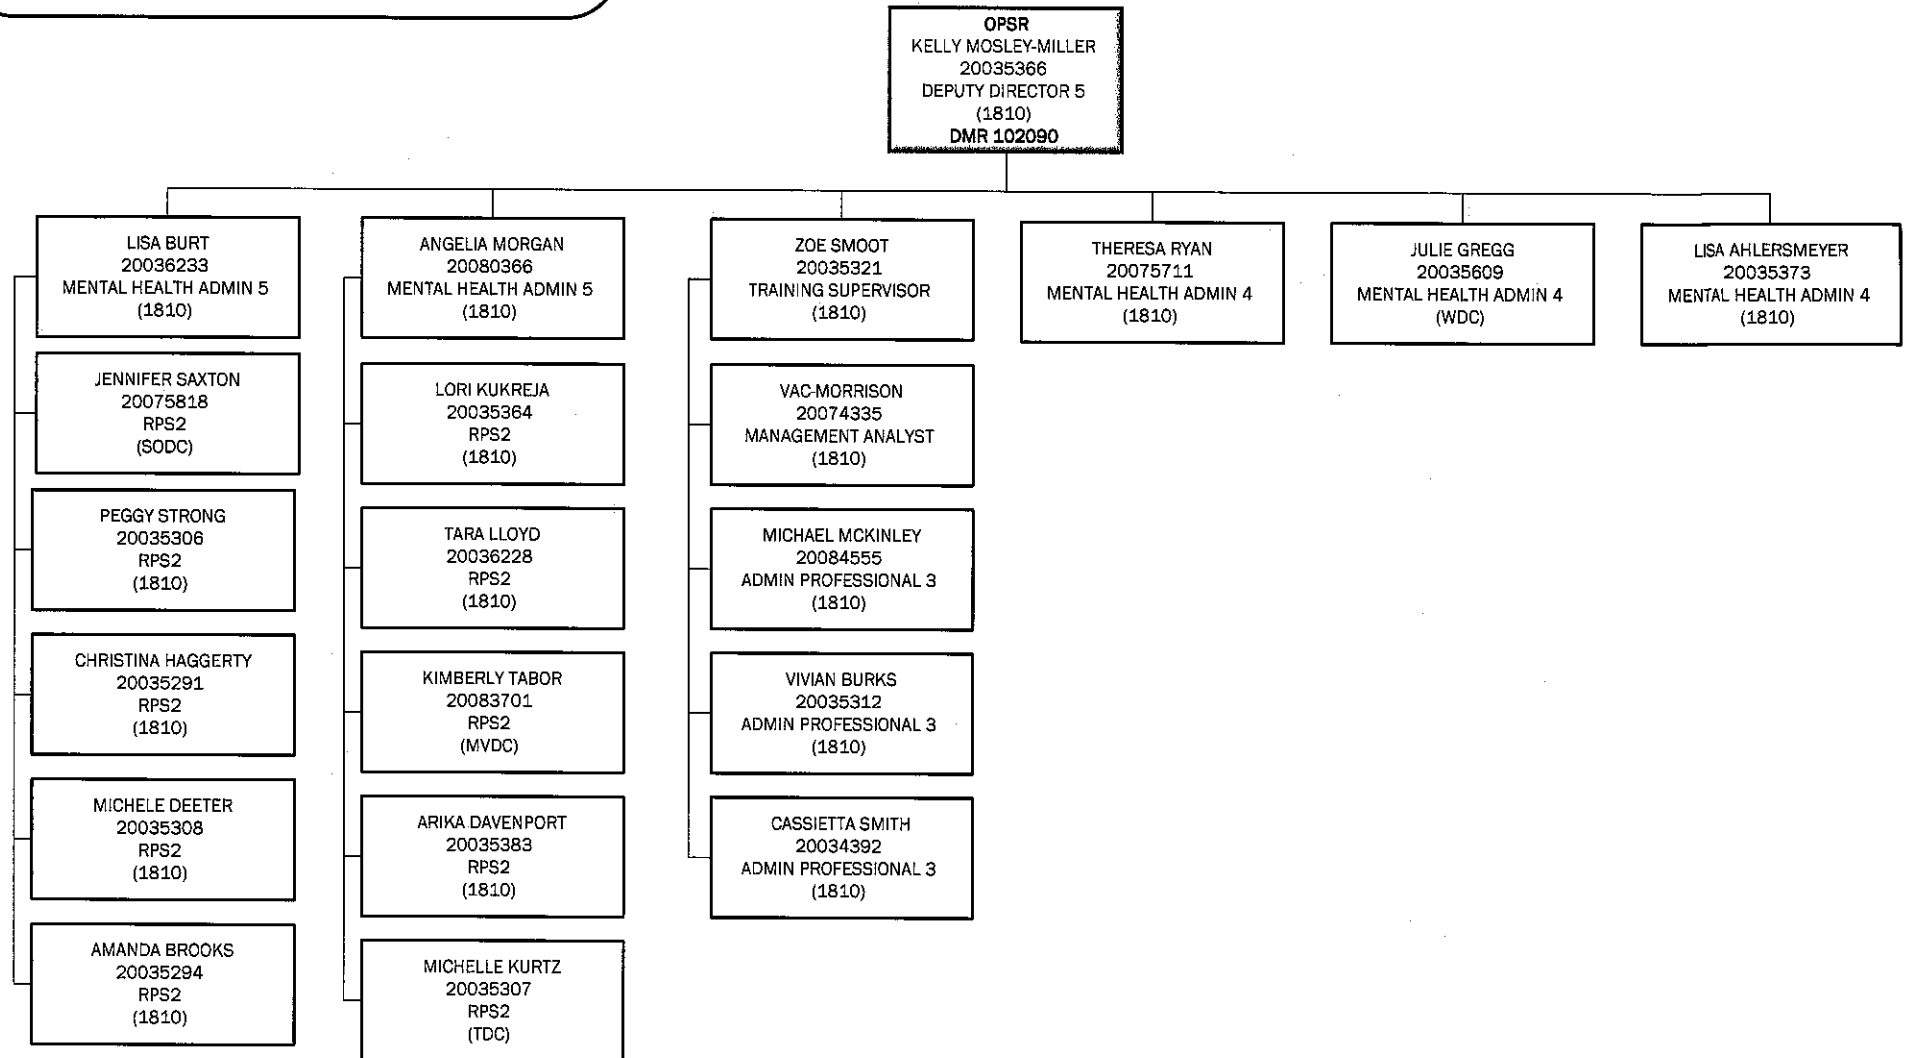 OPSR
KELLY MOSLEY-MILLER
20035366
DEPUTY DIRECTOR 5
(1810)
DMR 102090
LISA BURT
20036233
MENTAL HEALTH ADMIN 5
(1810)
JENNIFER SAXTON
20075818
RPS2
(SODC)
PEGGY STRONG
20035306
RPS2
(1810)
CHRISTINA HAGGERTY
20035291
RPS2
(1810)
MICHELE DEETER
20035308
RPS2
(1810)
AMANDA BROOKS
20035294
RPS2
(1810)
ANGELIA MORGAN
20080366
MENTAL HEALTH ADMIN 5
(1810)
LORI KUKREJA
20035364
RPS2
(1810)
TARA LLOYD
20036228
RPS2
(1810)
KIMBERLY TABOR
20083701
RPS2
(MVDC)
ARIKA DAVENPORT
20035383
RPS2
(1810)
MICHELLE KURTZ
20035307
RPS2
(TDC)
ZOE SMOOT
20035321
TRAINING SUPERVISOR
(1810)
VAC-MORRISON
20074335
MANAGEMENT ANALYST
(1810)
MICHAEL MCKINLEY
20084555
ADMIN PROFESSIONAL 3
(1810)
VIVIAN BURKS
20035312
ADMIN PROFESSIONAL 3
(1810)
CASSIETTA SMITH
20034392
ADMIN PROFESSIONAL 3
(1810)
THERESA RYAN
20075711
MENTAL HEALTH ADMIN 4
(1810)
JULIE GREGG
20035609
MENTAL HEALTH ADMIN 4
(WDC)
LISA AHLERSMEYER
20035373
MENTAL HEALTH ADMIN 4
(1810)